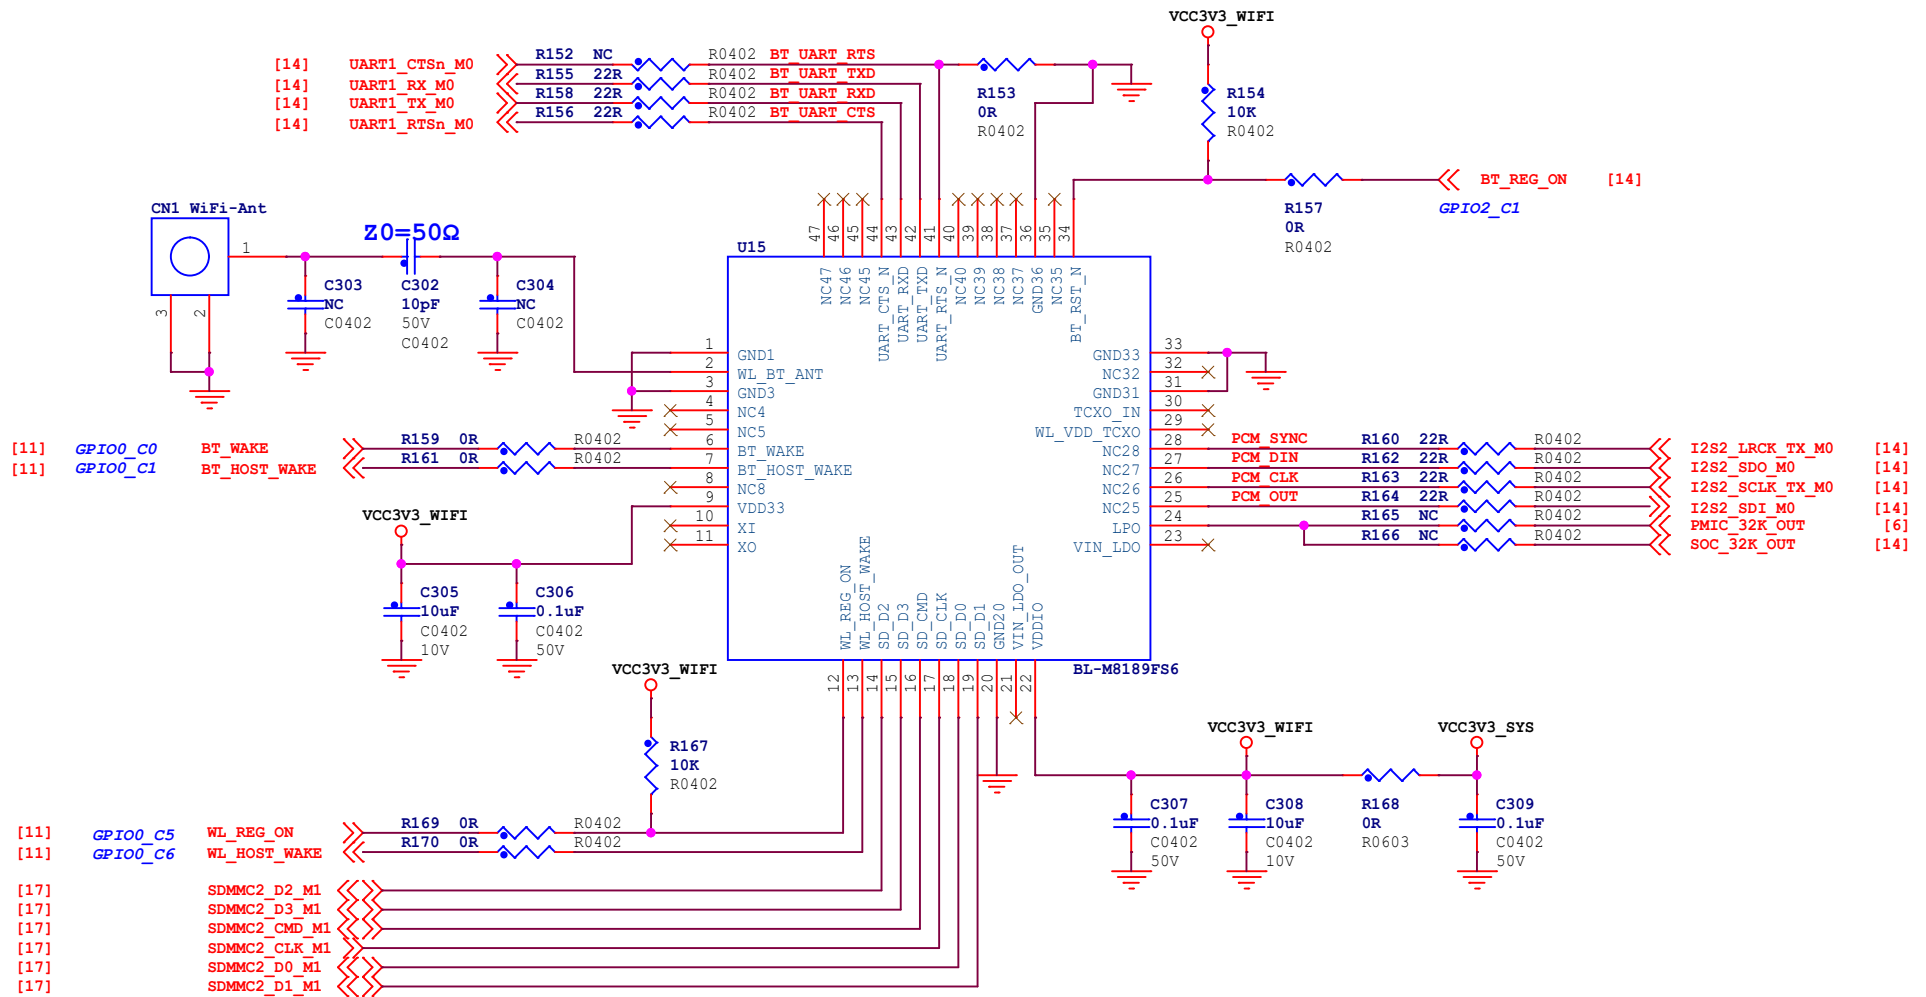 VCC3V3_WIFI
[14] UART1_CTSn_M0 R152 NC R0402 BT_UART_RTS
[14] UART1_RX_M0 R155 22R R0402 BT_UART_TXD
[14] UART1_TX_M0 R158 22R R0402 BT_UART_RXD
[14] UART1_RTSn_M0 R156 22R R0402 BT_UART_CTS
R153
0R
R0402
R154
10K
R0402
BT_REG_ON [14]
GPIO2_C1
R157
0R
R0402
CN1 WiFi-Ant
Z0=50Ω
1
3
2
C303
NC
C0402
C302
10pF
50V
C0402
C304
NC
C0402
U15
47
46
45
44
43
42
41
40
39
38
37
36
35
34
NC47
NC46
NC45
UART_CTS_N
UART_RXD
UART_TXD
UART_RTS_N
NC40
NC39
NC38
NC37
GND36
NC35
BT_RST_N
1 GND1
2 WL_BT_ANT
3 GND3
4 NC4
5 NC5
6 BT_WAKE
7 BT_HOST_WAKE
8 NC8
9 VDD33
10 XI
11 XO
GND33 33
NC32 32
GND31 31
TCXO_IN 30
WL_VDD_TCXO 29
NC28 28
NC27 27
NC26 26
NC25 25
LPO 24
VIN_LDO 23
[11] GPIO0_C0 BT_WAKE R159 0R R0402
[11] GPIO0_C1 BT_HOST_WAKE R161 0R R0402
PCM_SYNC R160 22R R0402 I2S2_LRCK_TX_M0 [14]
PCM_DIN R162 22R R0402 I2S2_SDO_M0 [14]
PCM_CLK R163 22R R0402 I2S2_SCLK_TX_M0 [14]
PCM_OUT R164 22R R0402 I2S2_SDI_M0 [14]
R165 NC R0402 PMIC_32K_OUT [6]
R166 NC R0402 SOC_32K_OUT [14]
VCC3V3_WIFI
C305
10uF
C0402
10V
C306
0.1uF
C0402
50V
WL_REG_ON
WL_HOST_WAKE
SD_D2
SD_D3
SD_CMD
SD_CLK
SD_D0
SD_D1
GND20
VIN_LDO_OUT
VDDIO
12
13
14
15
16
17
18
19
20
21
22
BL-M8189FS6
VCC3V3_WIFI
R167
10K
R0402
VCC3V3_WIFI
VCC3V3_SYS
C307
0.1uF
C0402
50V
C308
10uF
C0402
10V
R168
0R
R0603
C309
0.1uF
C0402
50V
[11] GPIO0_C5 WL_REG_ON R169 0R R0402
[11] GPIO0_C6 WL_HOST_WAKE R170 0R R0402
[17] SDMMC2_D2_M1
[17] SDMMC2_D3_M1
[17] SDMMC2_CMD_M1
[17] SDMMC2_CLK_M1
[17] SDMMC2_D0_M1
[17] SDMMC2_D1_M1